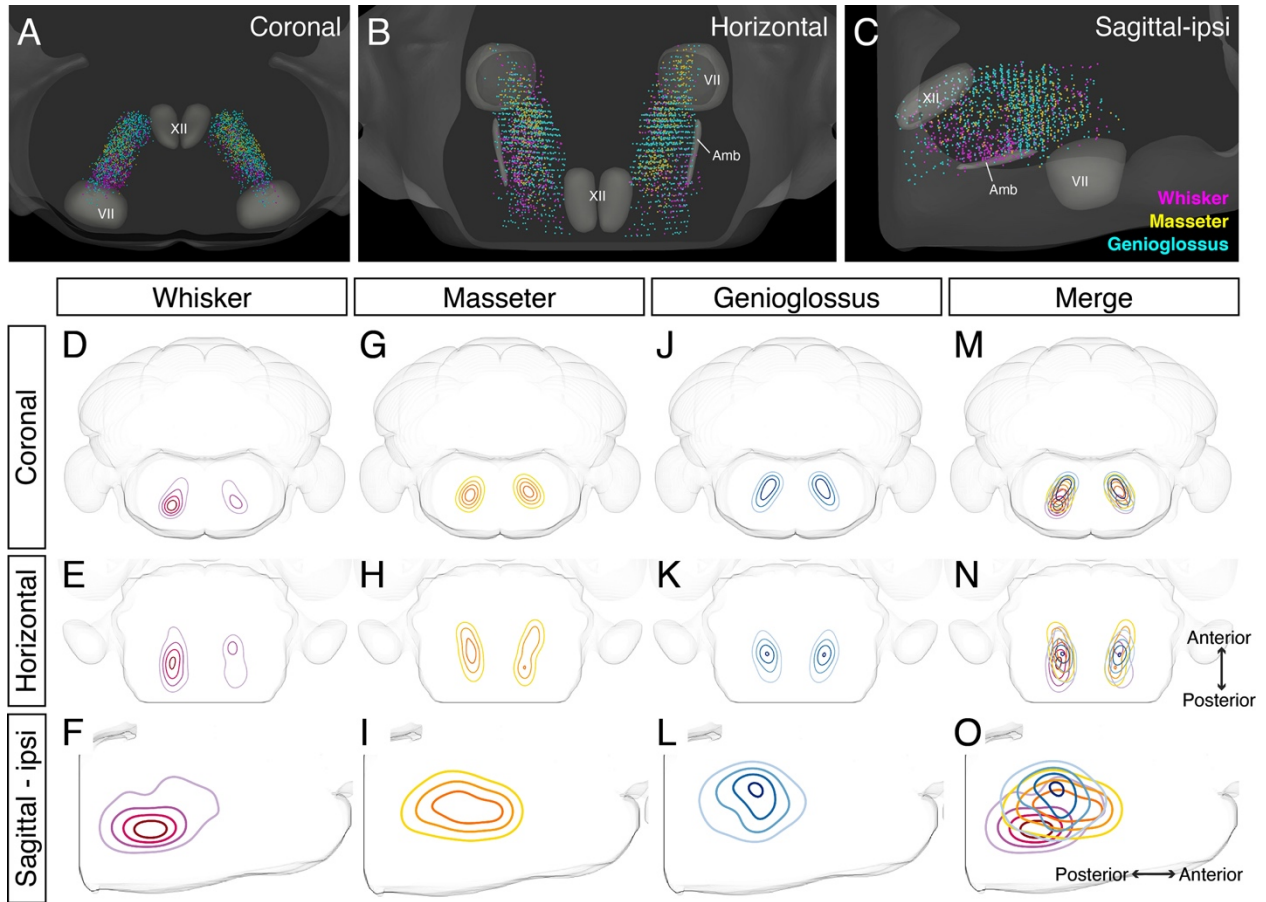 A
Coronal
XII
VII
B
Horizontal
VII
Amb
XII
C
Sagittal-ipsi
XII
Amb
VII
Whisker
Masseter
Genioglossus
Whisker
Masseter
Genioglossus
Merge
Coronal
D
G
J
M
Horizontal
E
H
K
N
Anterior
Posterior
Sagittal - ipsi
F
I
L
O
Posterior
Anterior